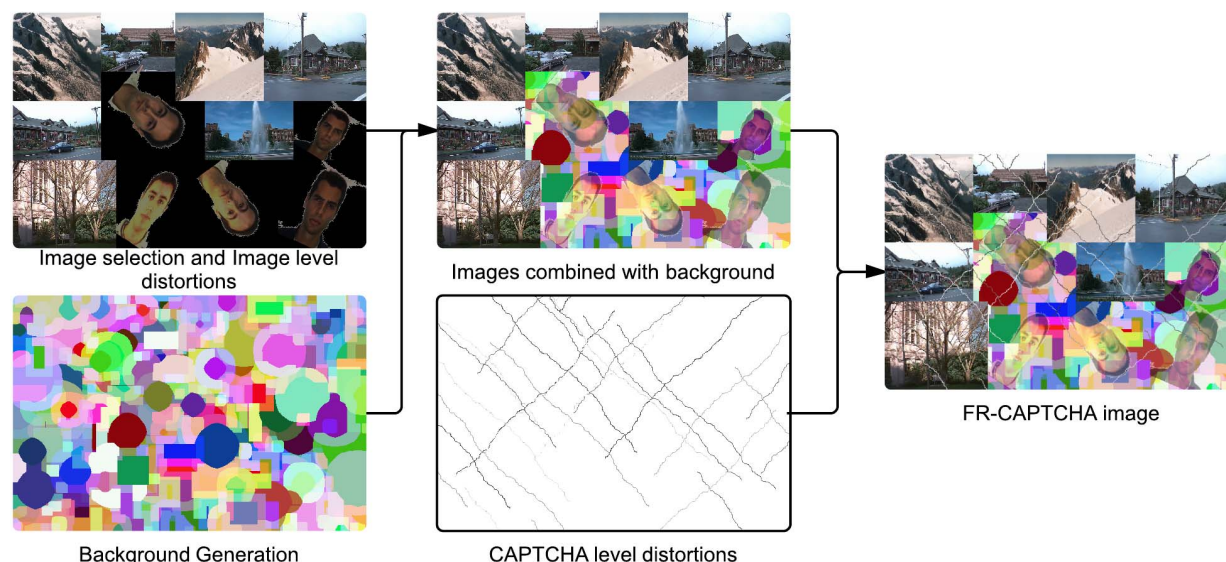 Image selection and Image level
distortions
Images combined with background
FR-CAPTCHA image
Background Generation
CAPTCHA level distortions